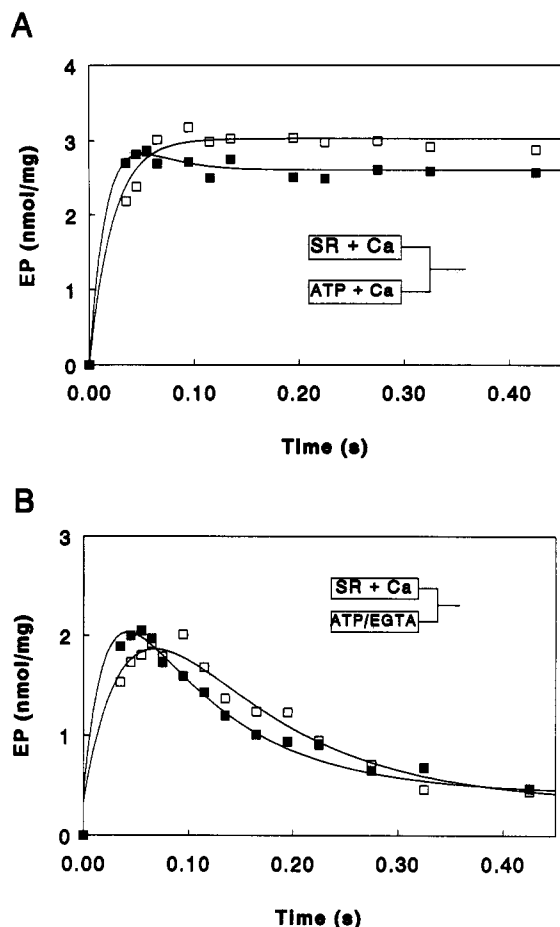 A
EP (nmol/mg)
4
3
2
1
0
SR + Ca
ATP + Ca
0.00 0.10 0.20 0.30 0.40
Time (s)
B
EP (nmol/mg)
3
2
1
0
SR + Ca
ATP/EGTA
0.00 0.10 0.20 0.30 0.40
Time (s)